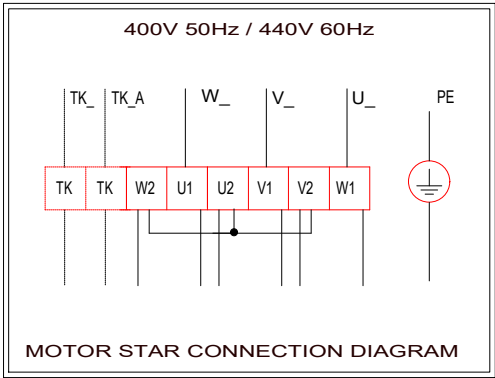 400V 50Hz / 440V 60Hz
TK_ TK_A W_ V_ U_ PE
TK TK W2 U1 U2 V1 V2 W1
MOTOR STAR CONNECTION DIAGRAM